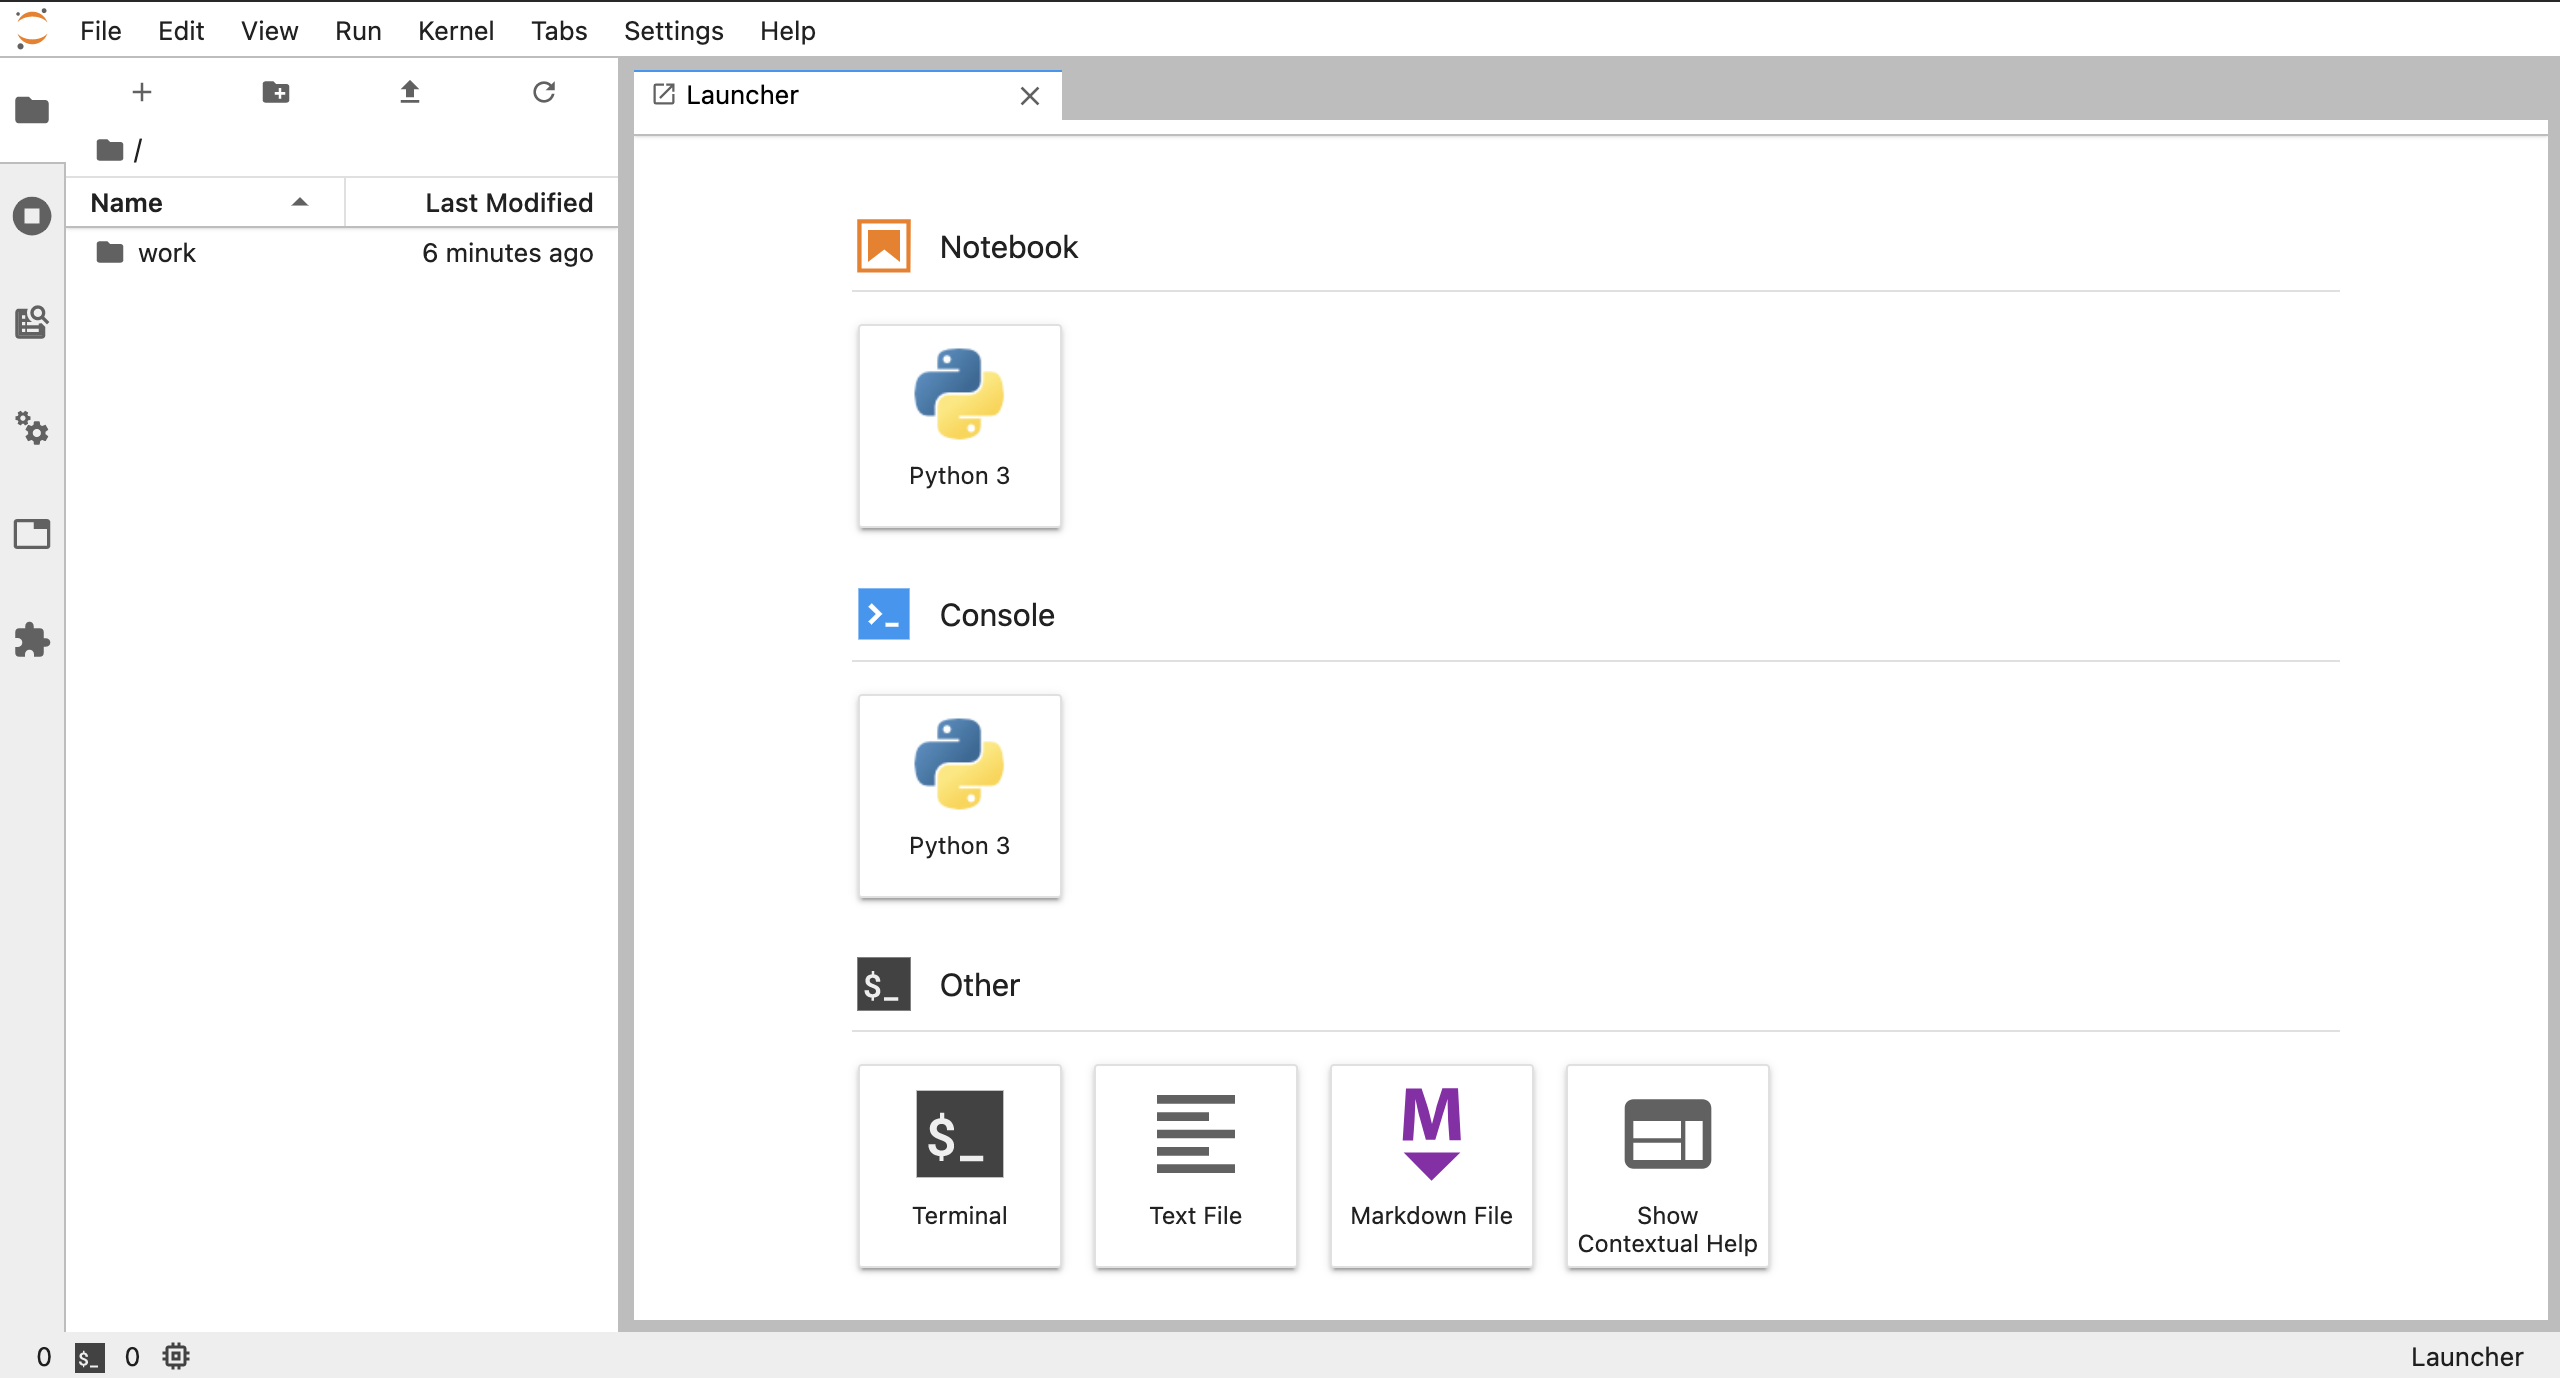 File Edit View Run Kernel Tabs Settings Help
/
Name Last Modified
work 6 minutes ago
Launcher
Notebook
Python 3
Console
Python 3
$_ Other
$_
Terminal
Text File
M
Markdown File
Show
Contextual Help
0 $_ 0
Launcher